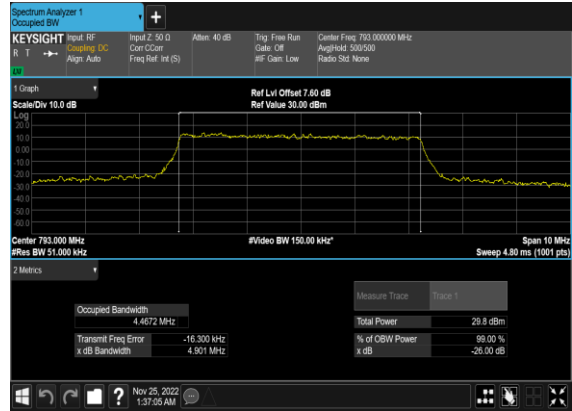 Spectrum Analyzer 1
Occupied BW
KEYSIGHT
R T
LW
Input: RF
Coupling: DC
Align: Auto
Input Z: 50 Ω
Corr CCorr
Freq Ref: Int (S)
Atten: 40 dB
Trig: Free Run
Gate: Off
#IF Gain: Low
Center Freq: 793.000000 MHz
Avg|Hold: 500/500
Radio Std: None
1 Graph
Scale/Div 10.0 dB
Ref Lvl Offset 7.60 dB
Ref Value 30.00 dBm
Log
20.0
10.0
0.00
-10.0
-20.0
-30.0
-40.0
-50.0
-60.0
Center 793.000 MHz
#Video BW 150.00 kHz*
Span 10 MHz
#Res BW 51.000 kHz
Sweep 4.80 ms (1001 pts)
2 Metrics
Measure Trace
Trace 1
Occupied Bandwidth
4.4672 MHz
Total Power
29.8 dBm
Transmit Freq Error
-16.300 kHz
% of OBW Power
99.00 %
x dB Bandwidth
4.901 MHz
x dB
-26.00 dB
?
Nov 25, 2022
1:37:05 AM